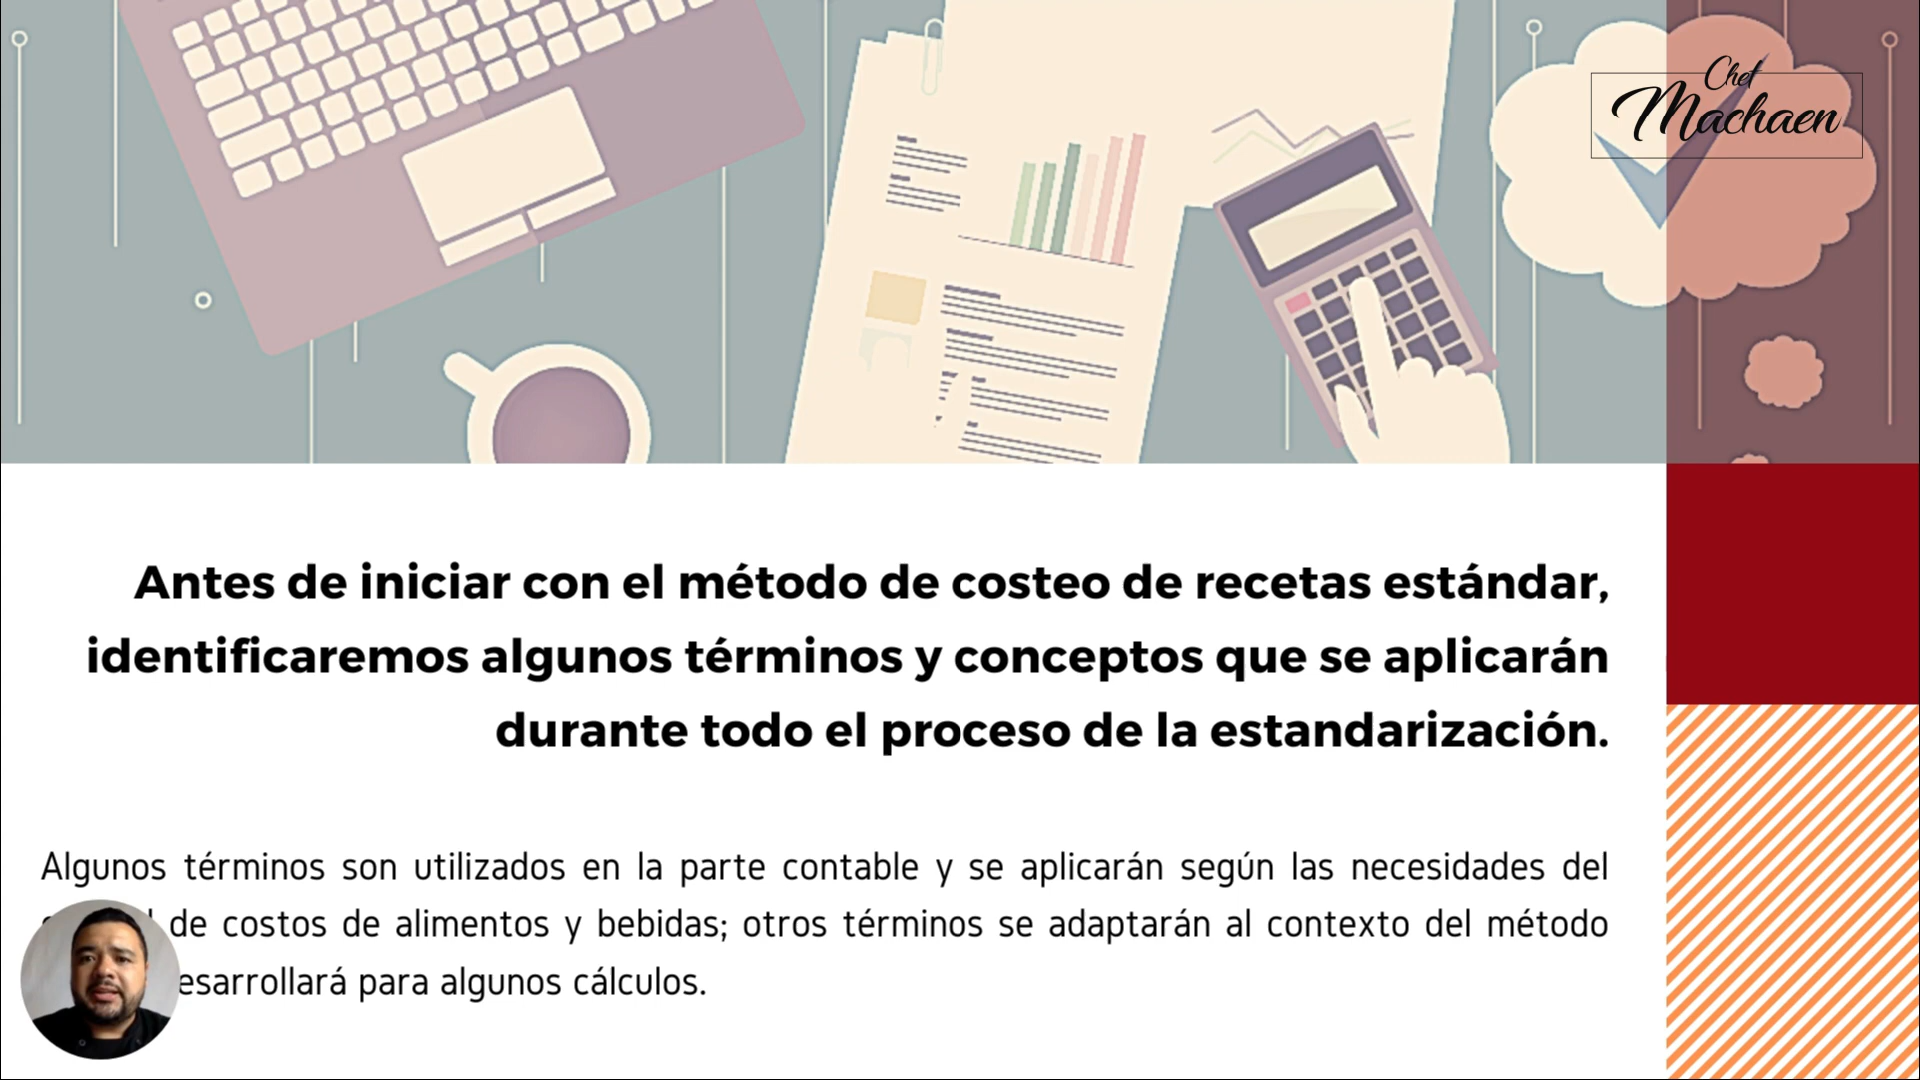 Chef
Machaen
Antes de iniciar con el método de costeo de recetas estándar,
identificaremos algunos términos y conceptos que se aplicarán
durante todo el proceso de la estandarización.
Algunos términos son utilizados en la parte contable y se aplicarán según las necesidades del
de costos de alimentos y bebidas; otros términos se adaptarán al contexto del método
esarrollará para algunos cálculos.